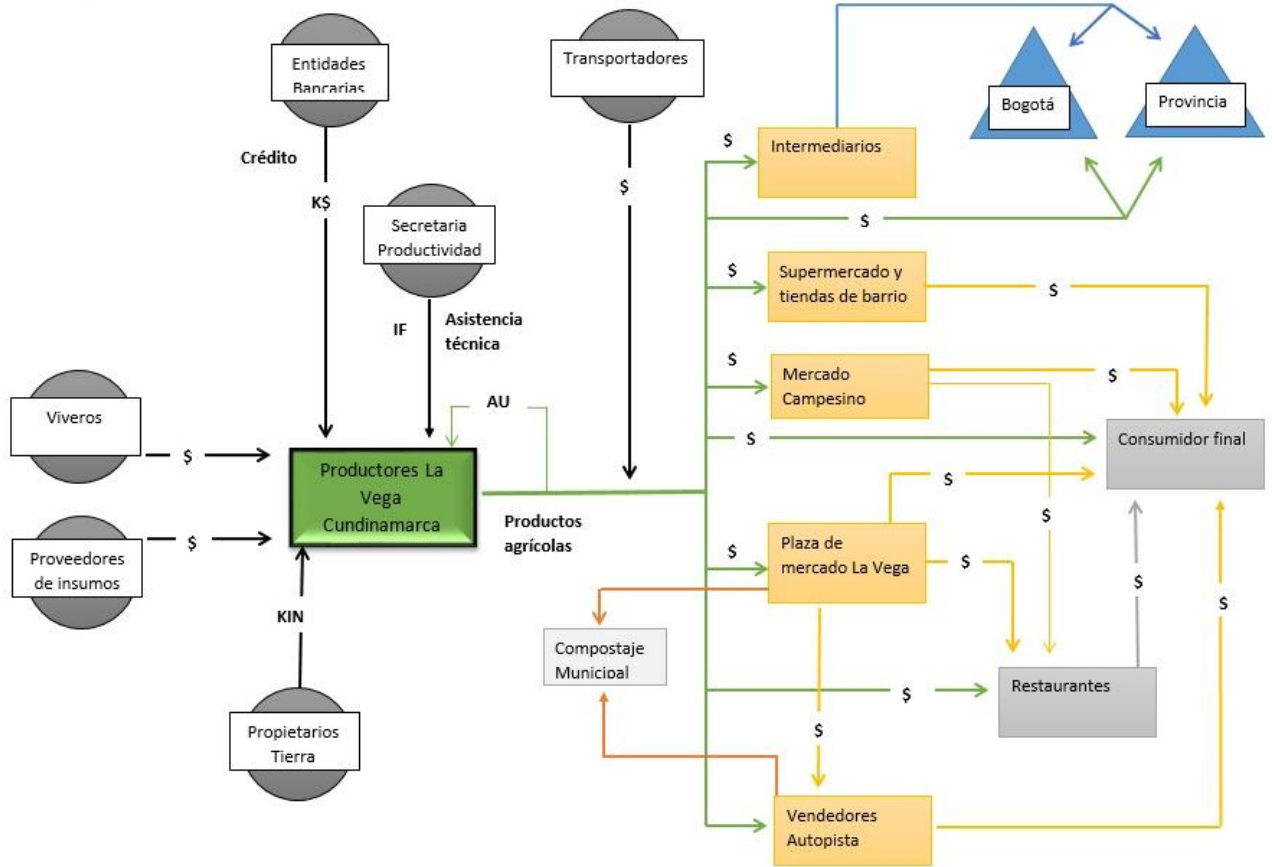 Entidades
Bancarias
Transportadores
Bogotá
Provincia
Crédito
K$
$
$
Intermediarios
$
Secretaria
Productividad
IF
Asistencia
técnica
$
Supermercado y
tiendas de barrio
$
$
Mercado
Campesino
$
AU
$
Consumidor final
Viveros
$
Productores La
Vega
Cundinamarca
Productos
agrícolas
$
$
Plaza de
mercado La Vega
$
$
Proveedores
de insumos
$
KIN
$
$
Compostaje
Municioal
$
Restaurantes
Propietarios
Tierra
$
Vendedores
Autopista